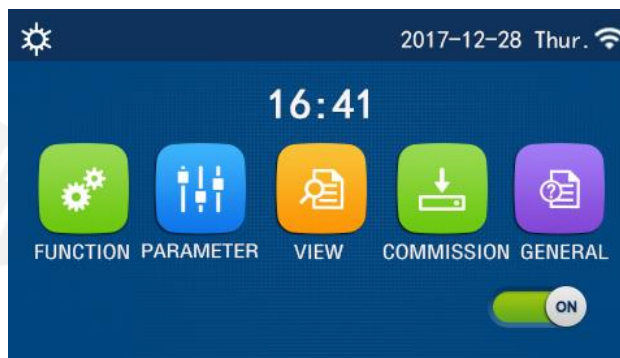 2017-12-28 Thur.
16:41
FUNCTION PARAMETER VIEW COMMISSION GENERAL
ON